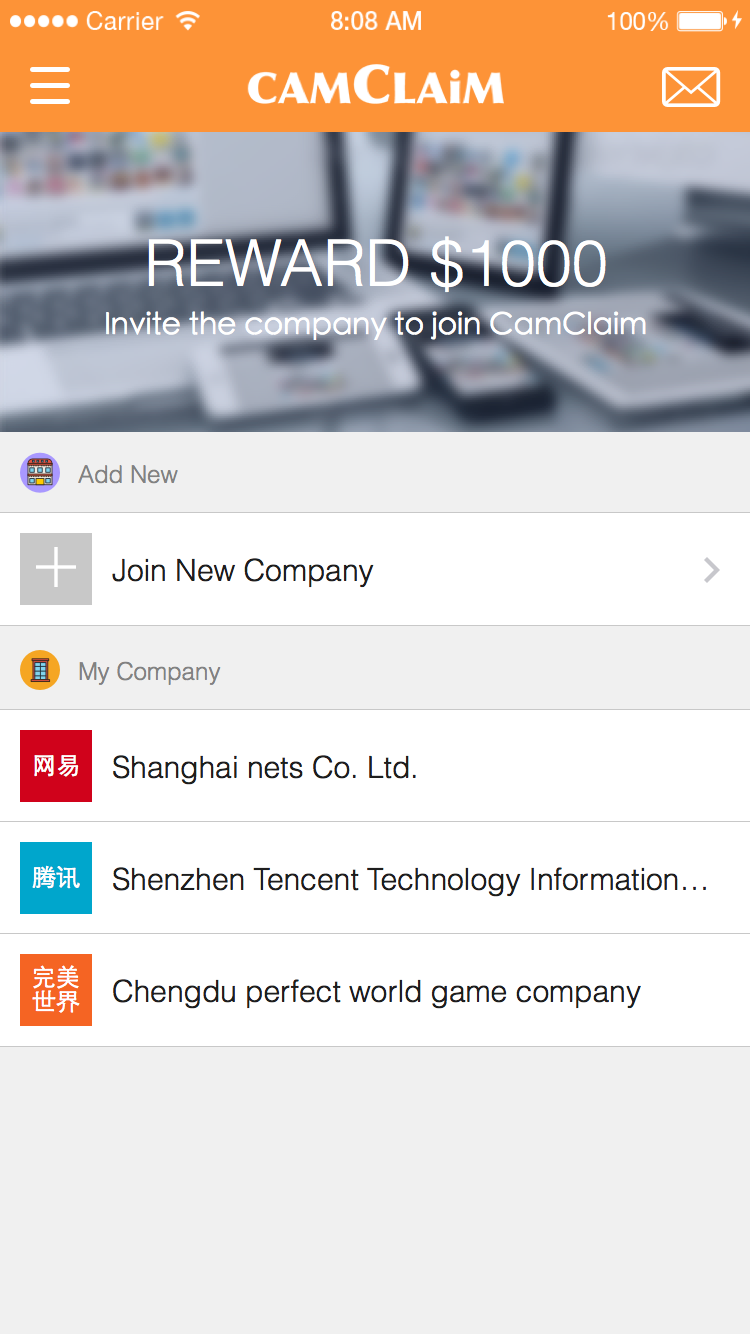 Carrier 8:08 AM 100%
CAMCLAiM
REWARD $1000
Invite the company to join CamClaim
Add New
Join New Company
My Company
网易
Shanghai nets Co. Ltd.
腾讯
Shenzhen Tencent Technology Information...
完美
世界
Chengdu perfect world game company